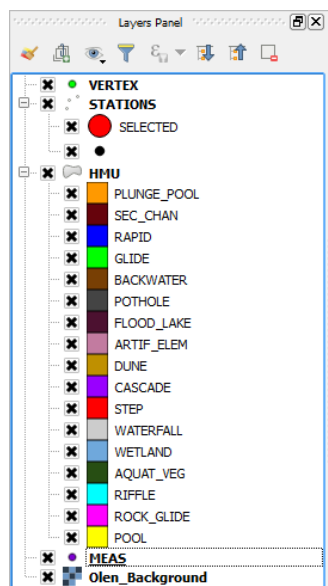 Layers Panel
VERTEX
STATIONS
SELECTED
HMU
PLUNGE_POOL
SEC_CHAN
RAPID
GLIDE
BACKWATER
POTHOLE
FLOOD_LAKE
ARTIF_ELEM
DUNE
CASCADE
STEP
WATERFALL
WETLAND
AQUAT_VEG
RIFFLE
ROCK_GLIDE
POOL
MEAS
Olen_Background